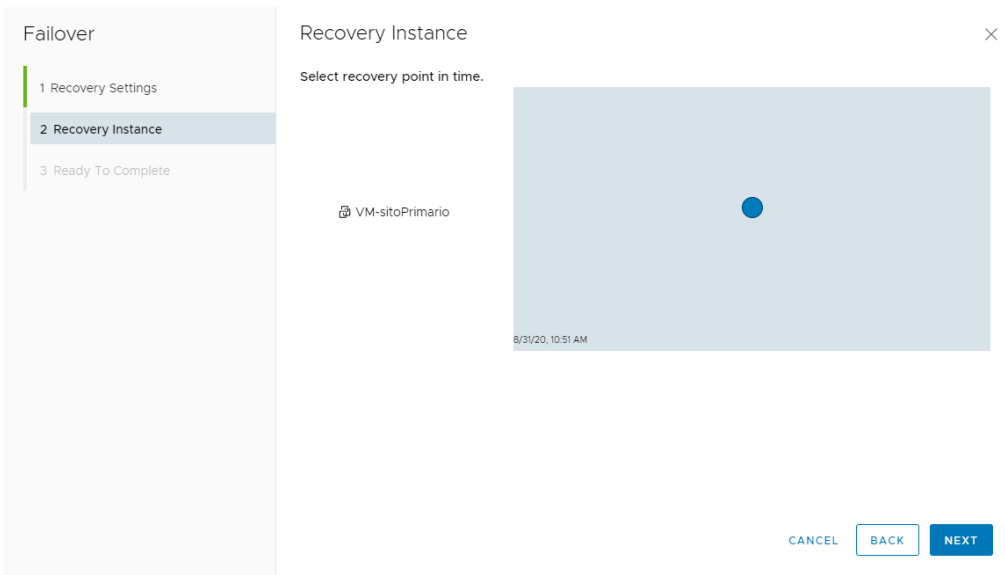 Failover
1 Recovery Settings
2 Recovery Instance
3 Ready To Complete
Recovery Instance
Select recovery point in time.
VM-sitoPrimario
8/31/20, 10:51 AM
CANCEL
BACK
NEXT